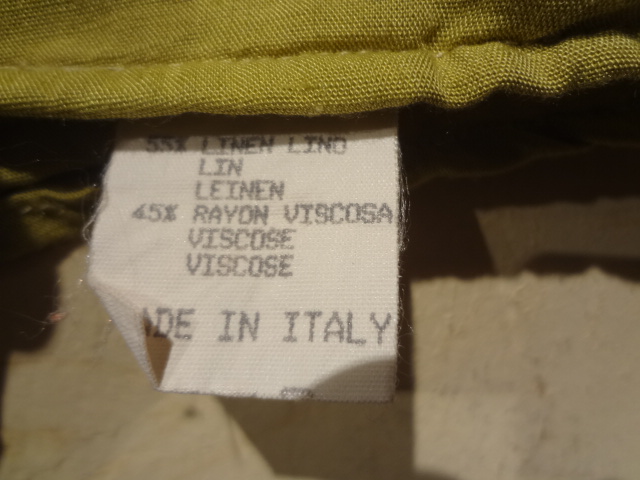 55% LINEN LINO
LIN
LEINEN
45% RAYON VISCOSA
VISCOSE
VISCOSE
ADE IN ITALY